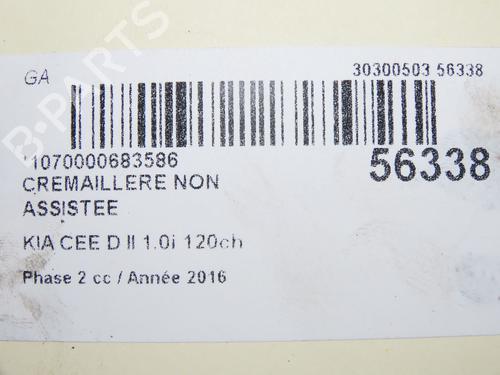 GA
30300503 56338
'1070000683586
56338
CREMAILLERE NON
ASSISTEE
KIA CEE D II 1.0i 120ch
Phase 2 cc / Année 2016
B-PARTS